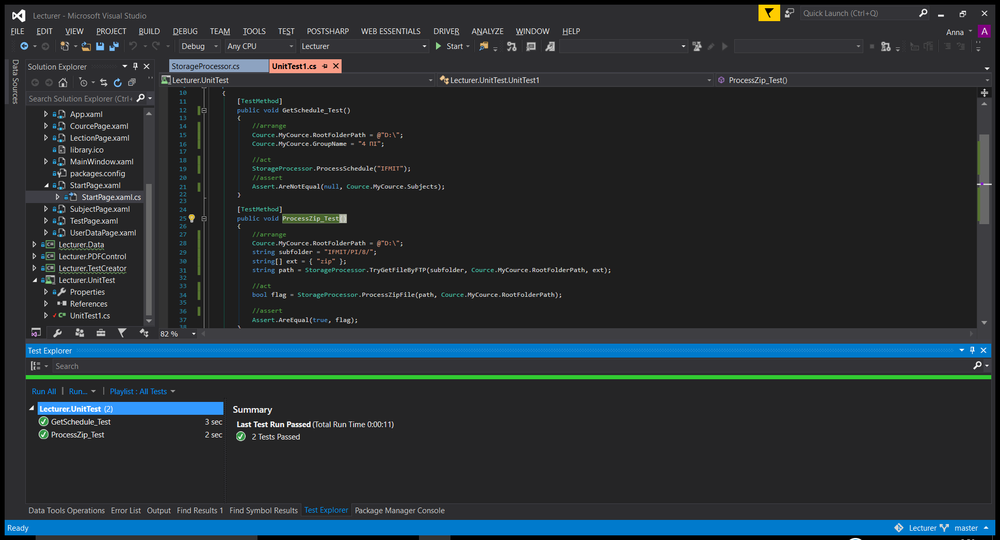 Lecturer - Microsoft Visual Studio
Quick Launch (Ctrl+Q)
FILE EDIT VIEW PROJECT BUILD DEBUG TEAM TOOLS TEST POSTSHARP WEB ESSENTIALS DRIVER ANALYZE WINDOW HELP
Anna A
Debug Any CPU Lecturer Start
Data Sources
Solution Explorer
StorageProcessor.cs UnitTest1.cs
Lecturer.UnitTest Lecturer.UnitTest.UnitTest1 ProcessZip_Test()
Search Solution Explorer (Ctrl+
App.xaml
CourcePage.xaml
LectionPage.xaml
library.ico
MainWindow.xaml
packages.config
StartPage.xaml
StartPage.xaml.cs
SubjectPage.xaml
TestPage.xaml
UserDataPage.xaml
C# Lecturer.Data
C# Lecturer.PDFControl
C# Lecturer.TestCreator
Lecturer.UnitTest
Properties
References
C# UnitTest1.cs
10 {
11 [TestMethod]
12 public void GetSchedule_Test()
13 {
14 //arrange
15 Cource.MyCource.RootFolderPath = @"D:\";
16 Cource.MyCource.GroupName = "4 ПІ";
17
18 //act
19 StorageProcessor.ProcessSchedule("IFMIT");
20 //assert
21 Assert.AreNotEqual(null, Cource.MyCource.Subjects);
22 }
23
24 [TestMethod]
25 public void ProcessZip_Test()
26 {
27 //arrange
28 Cource.MyCource.RootFolderPath = @"D:\";
29 string subfolder = "IFMIT/PI/8/";
30 string[] ext = { "zip" };
31 string path = StorageProcessor.TryGetFileByFTP(subfolder, Cource.MyCource.RootFolderPath, ext);
32
33 //act
34 bool flag = StorageProcessor.ProcessZipFile(path, Cource.MyCource.RootFolderPath);
35
36 //assert
37 Assert.AreEqual(true, flag);
38 }
82 %
Test Explorer
Search
Run All | Run... | Playlist : All Tests
Lecturer.UnitTest (2)
GetSchedule_Test 3 sec
ProcessZip_Test 2 sec
Summary
Last Test Run Passed (Total Run Time 0:00:11)
2 Tests Passed
Data Tools Operations Error List Output Find Results 1 Find Symbol Results Test Explorer Package Manager Console
Ready
Lecturer master